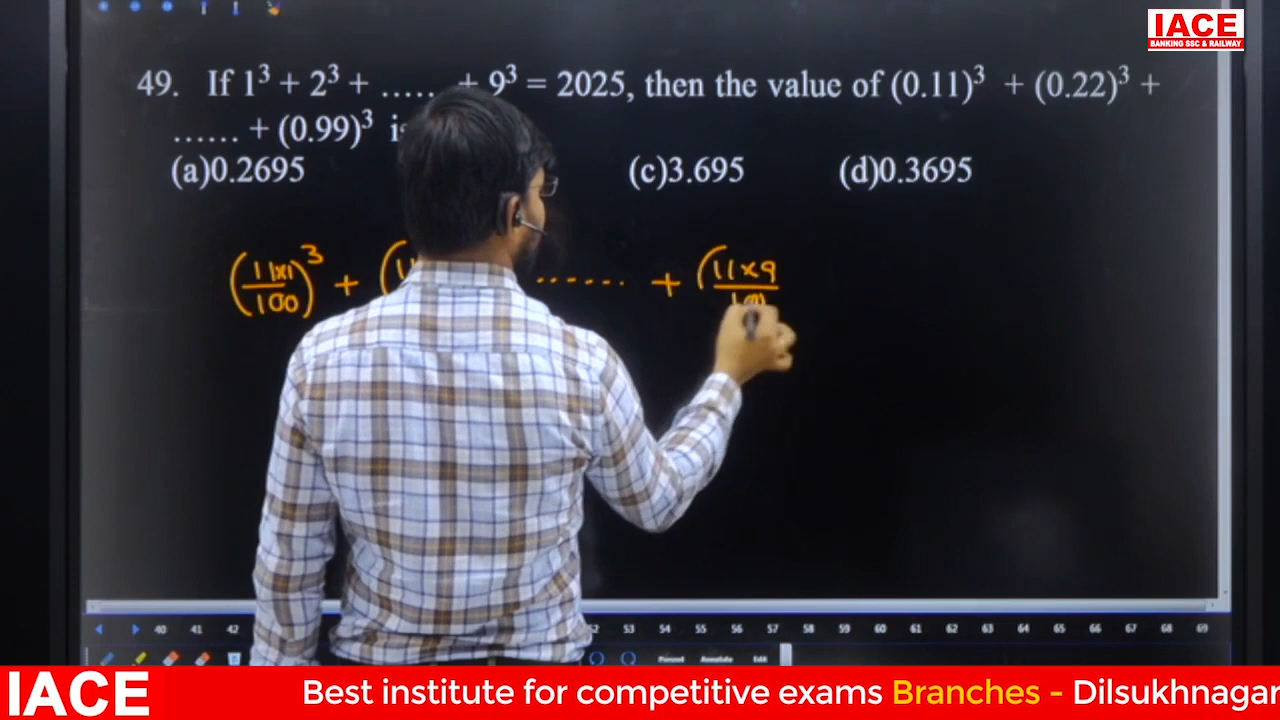 IACE
BANKING SSC & RAILWAY
49. If 1³ + 2³ + ...... + 9³ = 2025, then the value of (0.11)³ + (0.22)³ +
...... + (0.99)³
(a)0.2695 (c)3.695 (d)0.3695
(11×1/100)³ + ...... + (11×9
40 41 42 53 54 55 56 57 58 59 60 61 62 63 64 65 66 67 68 69
IACE Best institute for competitive exams Branches - Dilsukhnagar